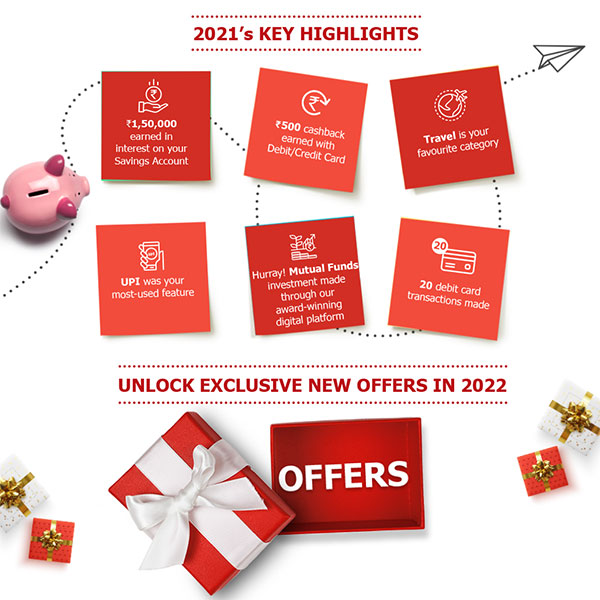 2021's KEY HIGHLIGHTS
₹1,50,000
earned in
interest on your
Savings Account
₹500 cashback
earned with
Debit/Credit Card
Travel is your
favourite category
UPI was your
most-used feature
Hurray! Mutual Funds
investment made
through our
award-winning
digital platform
20
20 debit card
transactions made
UNLOCK EXCLUSIVE NEW OFFERS IN 2022
OFFERS